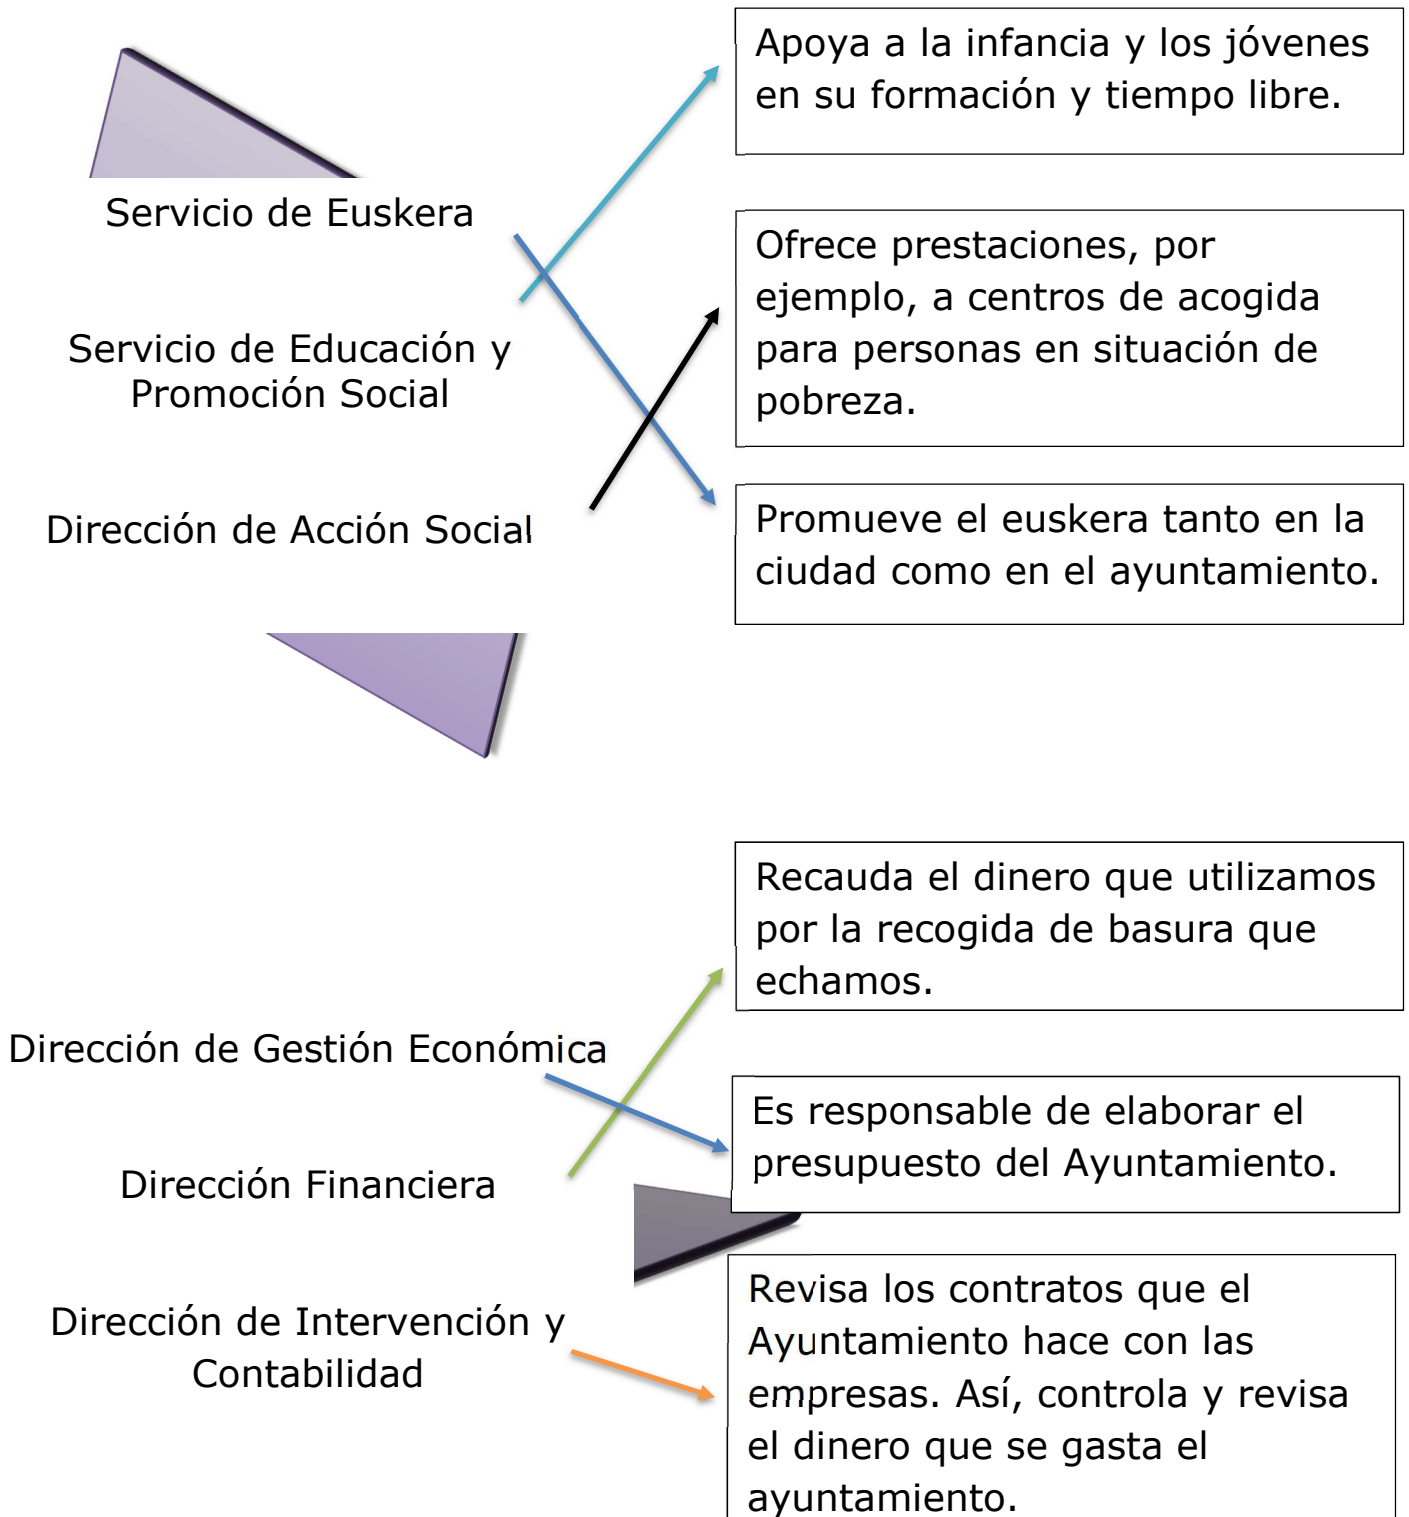 Apoya a la infancia y los jóvenes
en su formación y tiempo libre.
Servicio de Euskera
Ofrece prestaciones, por
ejemplo, a centros de acogida
para personas en situación de
pobreza.
Servicio de Educación y
Promoción Social
Dirección de Acción Social
Promueve el euskera tanto en la
ciudad como en el ayuntamiento.
Recauda el dinero que utilizamos
por la recogida de basura que
echamos.
Dirección de Gestión Económica
Es responsable de elaborar el
presupuesto del Ayuntamiento.
Dirección Financiera
Revisa los contratos que el
Ayuntamiento hace con las
empresas. Así, controla y revisa
el dinero que se gasta el
ayuntamiento.
Dirección de Intervención y
Contabilidad